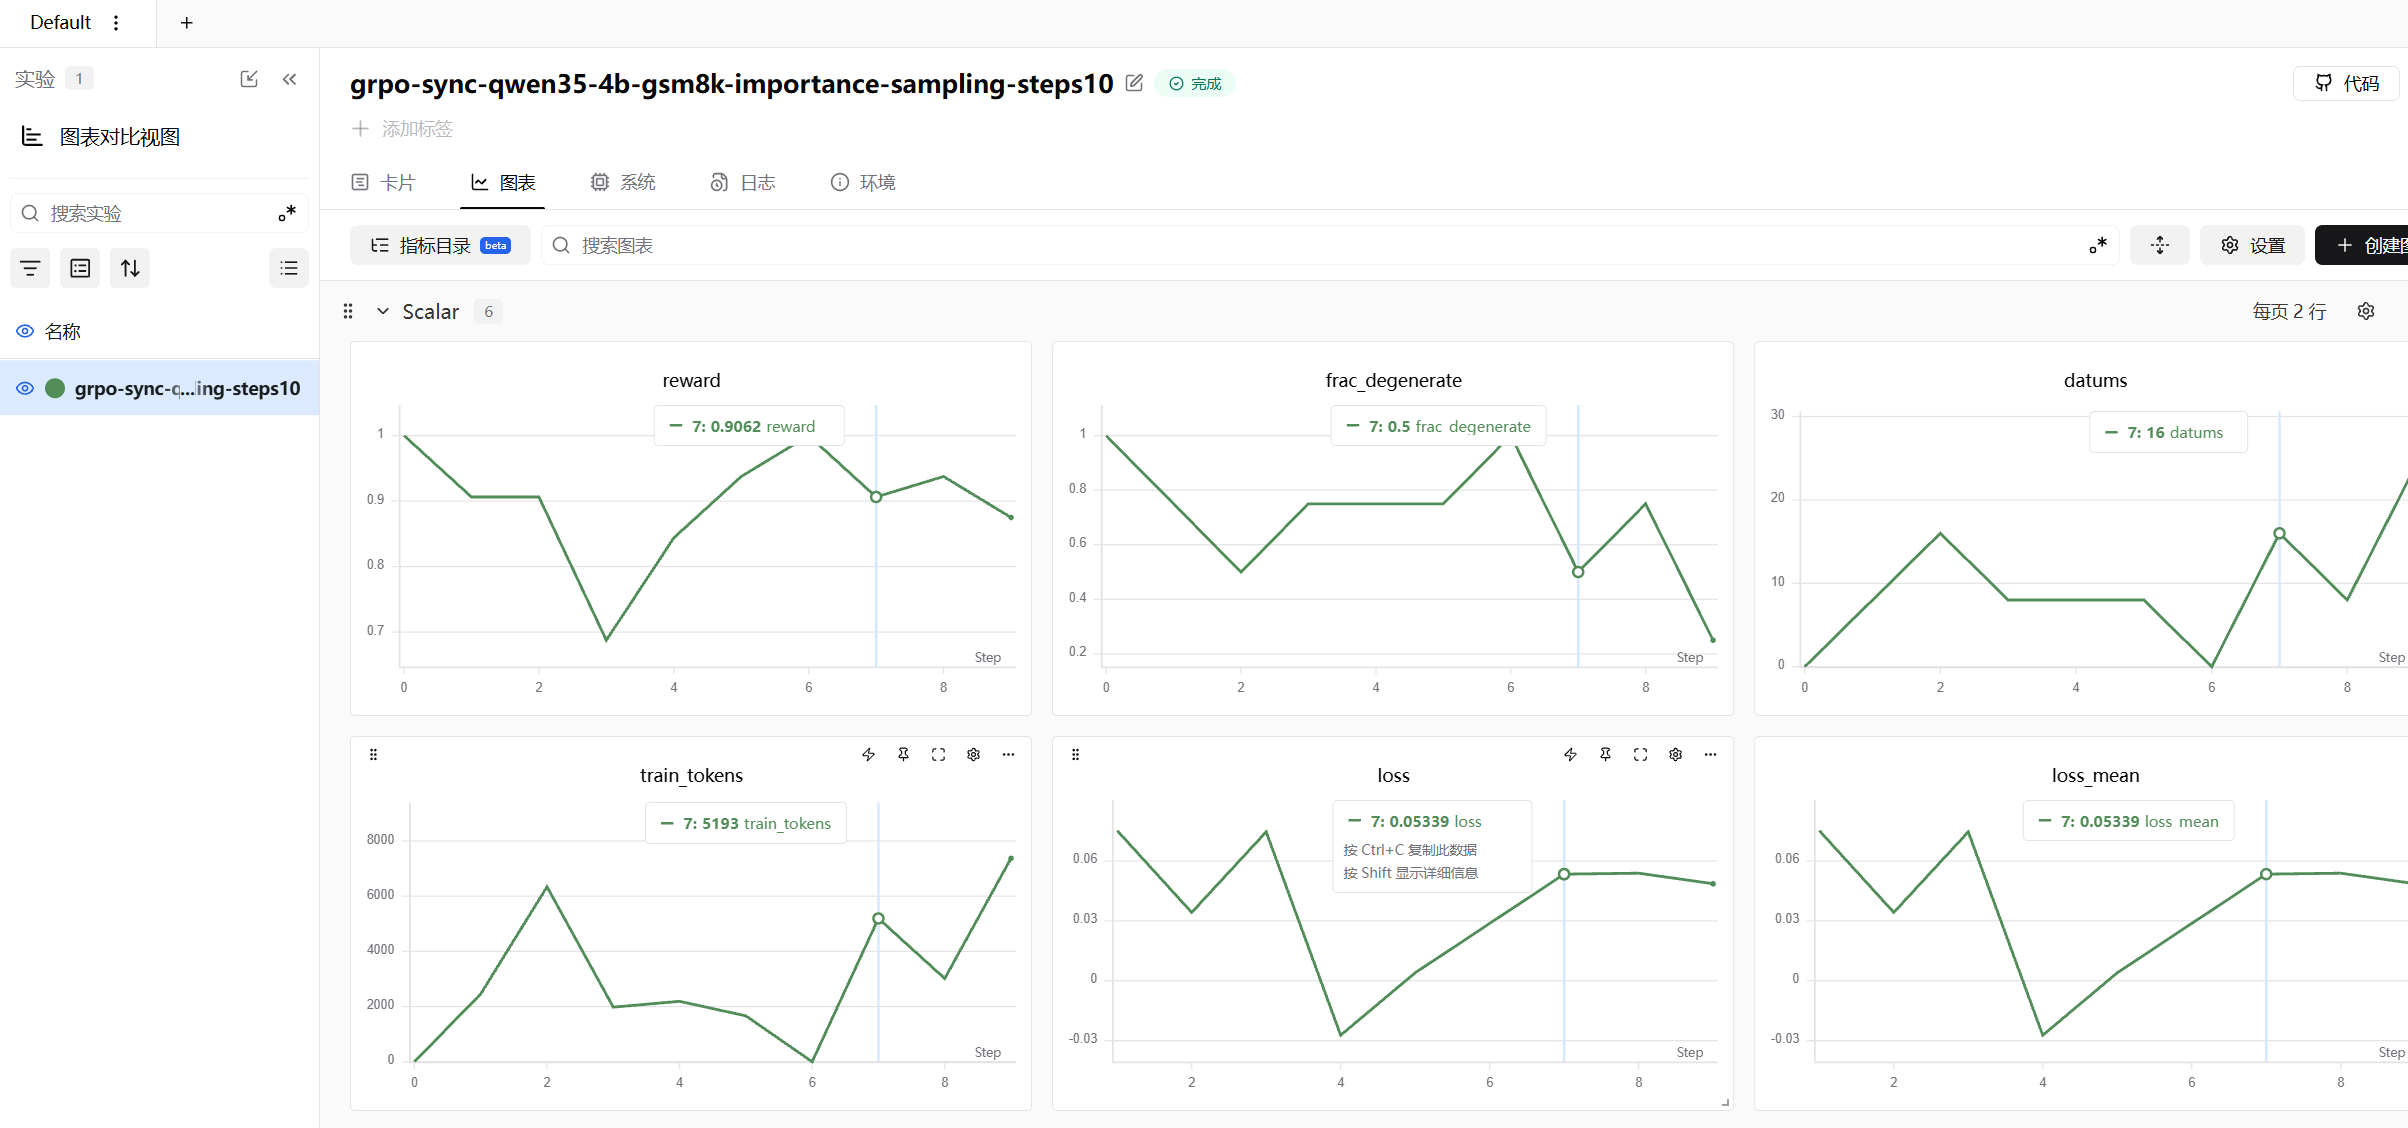 Default
实验 1
图表对比视图
搜索实验
名称
grpo-sync-q...ling-steps10
grpo-sync-qwen35-4b-gsm8k-importance-sampling-steps10
完成
代码
添加标签
卡片 图表 系统 日志 环境
指标目录 beta
搜索图表
设置
创建图
Scalar 6
每页 2 行
reward
7: 0.9062 reward
1
0.9
0.8
0.7
Step
0 2 4 6 8
frac_degenerate
7: 0.5 frac_degenerate
1
0.8
0.6
0.4
0.2
Step
0 2 4 6 8
datums
7: 16 datums
30
20
10
0
Step
0 2 4 6 8
train_tokens
7: 5193 train_tokens
8000
6000
4000
2000
0
Step
0 2 4 6 8
loss
7: 0.05339 loss
按 Ctrl+C 复制此数据
按 Shift 显示详细信息
0.06
0.03
0
-0.03
Step
2 4 6 8
loss_mean
7: 0.05339 loss_mean
0.06
0.03
0
-0.03
Step
2 4 6 8